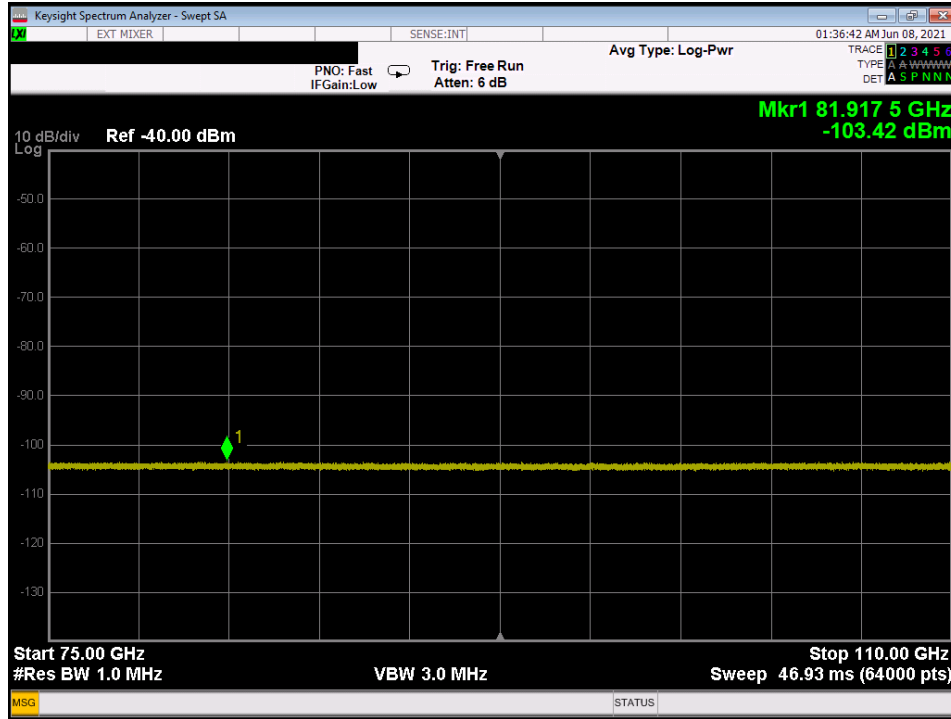 Keysight Spectrum Analyzer - Swept SA
LXI EXT MIXER SENSE:INT 01:36:42 AM Jun 08, 2021
Avg Type: Log-Pwr TRACE 1 2 3 4 5 6
PNO: Fast Trig: Free Run TYPE A A W W W W
IFGain:Low Atten: 6 dB DET A S P N N N
Mkr1 81.917 5 GHz
10 dB/div Ref -40.00 dBm -103.42 dBm
Log
-50.0
-60.0
-70.0
-80.0
-90.0
1
-100
-110
-120
-130
Start 75.00 GHz Stop 110.00 GHz
#Res BW 1.0 MHz VBW 3.0 MHz Sweep 46.93 ms (64000 pts)
MSG STATUS